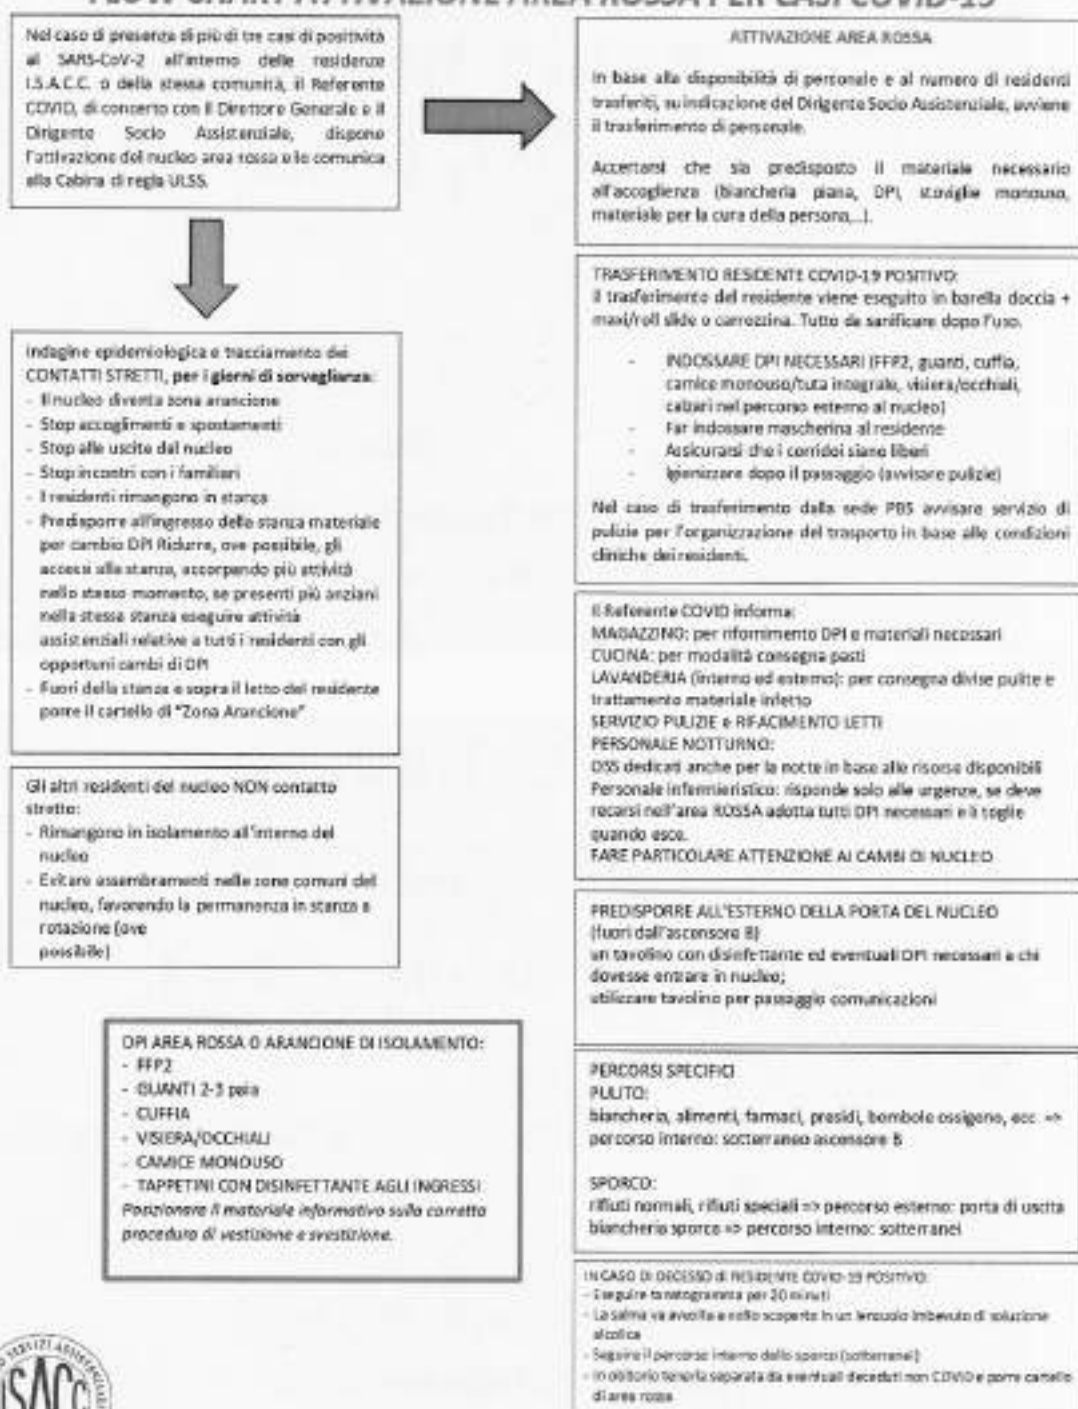 FLOW CHART ATTIVAZIONE AREA ROSSA PER CASI COVID-19
Nel caso di presenza di più di tre casi di positività
al SARS-CoV-2 all'interno delle residenze
I.S.A.C.C. o della stessa comunità, il Referente
COVID, di concerto con il Direttore Generale e il
Dirigente Socio Assistenziale, dispone
l'attivazione del nucleo area rossa e lo comunica
alla Cabina di regia ULSS.
Indagine epidemiologica e tracciamento dei
CONTATTI STRETTI, per i giorni di sorveglianza:
- Il nucleo diventa zona arancione
- Stop accoglimenti e spostamenti
- Stop alle uscite dal nucleo
- Stop incontri con i familiari
- I residenti rimangono in stanza
- Predisporre all'ingresso della stanza materiale
per cambio DPI Ridurre, ove possibile, gli
accessi alla stanza, accorpando più attività
nello stesso momento, se presenti più anziani
nella stessa stanza eseguire attività
assistenziali relative a tutti i residenti con gli
opportuni cambi di DPI
- Fuori della stanza e sopra il letto del residente
porre il cartello di "Zona Arancione"
Gli altri residenti del nucleo NON contatto
stretto:
- Rimangono in isolamento all'interno del
nucleo
- Evitare assembramenti nelle zone comuni del
nucleo, favorendo la permanenza in stanza a
rotazione (ove
possibile)
DPI AREA ROSSA O ARANCIONE DI ISOLAMENTO:
- FFP2
- GUANTI 2-3 paia
- CUFFIA
- VISIERA/OCCHIALI
- CAMICE MONOUSO
- TAPPETINI CON DISINFETTANTE AGLI INGRESSI
Posizionare il materiale informativo sulla corretta
procedura di vestizione e svestizione.
ATTIVAZIONE AREA ROSSA
In base alla disponibilità di personale e al numero di residenti
trasferiti, su indicazione del Dirigente Socio Assistenziale, avviene
il trasferimento di personale.
Accertarsi che sia predisposto il materiale necessario
all'accoglienza (biancheria piana, DPI, stoviglie monouso,
materiale per la cura della persona,..).
TRASFERIMENTO RESIDENTE COVID-19 POSITIVO:
Il trasferimento del residente viene eseguito in barella doccia +
maxi/roll slide o carrozzina. Tutto da sanificare dopo l'uso.
- INDOSSARE DPI NECESSARI (FFP2, guanti, cuffia,
camice monouso/tuta integrale, visiera/occhiali,
calzari nel percorso esterno al nucleo)
- Far indossare mascherina al residente
- Assicurarsi che i corridoi siano liberi
- Igienizzare dopo il passaggio (avvisare pulizie)
Nel caso di trasferimento dalla sede PBS avvisare servizio di
pulizie per l'organizzazione del trasporto in base alle condizioni
cliniche dei residenti.
Il Referente COVID informa:
MAGAZZINO: per rifornimento DPI e materiali necessari
CUCINA: per modalità consegna pasti
LAVANDERIA (interno ed esterno): per consegna divise pulite e
trattamento materiale infetto
SERVIZIO PULIZIE e RIFACIMENTO LETTI
PERSONALE NOTTURNO:
OSS dedicati anche per la notte in base alle risorse disponibili
Personale infermieristico: risponde solo alle urgenze, se deve
recarsi nell'area ROSSA adotta tutti DPI necessari e li toglie
quando esce.
FARE PARTICOLARE ATTENZIONE AI CAMBI DI NUCLEO
PREDISPORRE ALL'ESTERNO DELLA PORTA DEL NUCLEO
(fuori dall'ascensore B)
un tavolino con disinfettante ed eventuali DPI necessari a chi
dovesse entrare in nucleo;
utilizzare tavolino per passaggio comunicazioni
PERCORSI SPECIFICI
PULITO:
biancheria, alimenti, farmaci, presidi, bombole ossigeno, ecc. =>
percorso interno: sotterraneo ascensore B
SPORCO:
rifiuti normali, rifiuti speciali => percorso esterno: porta di uscita
biancheria sporca => percorso interno: sotterranei
IN CASO DI DECESSO di RESIDENTE COVID-19 POSITIVO:
- Eseguire tanatogramma per 20 minuti
- La salma va avvolta a volto scoperto in un lenzuolo imbevuto di soluzione
alcolica
- Seguire il percorso interno dello sporco (sotterranei)
- In obitorio tenerla separata da eventuali deceduti non COVID e porre cartello
di area rossa
SERVIZI ASSISTENZIALI
ISACC